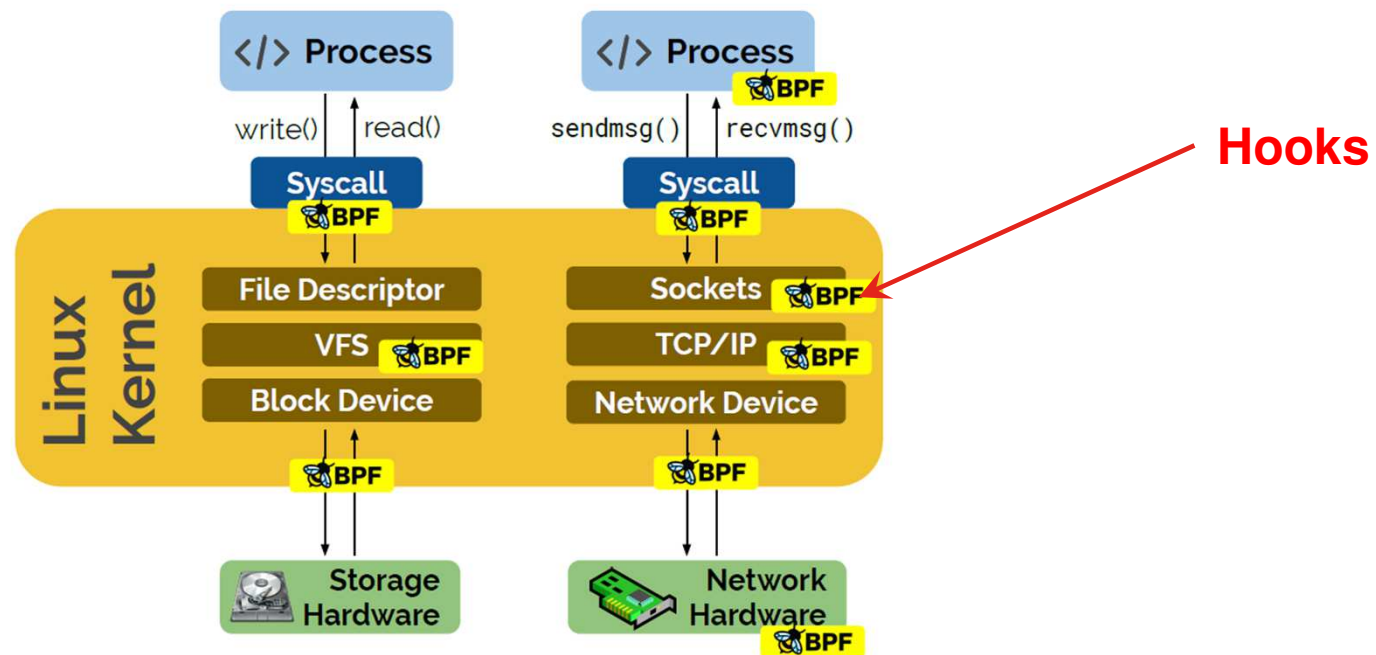 </> Process
write()
read()
Syscall
BPF
Linux
Kernel
File Descriptor
VFS
BPF
Block Device
BPF
Storage
Hardware
</> Process
BPF
sendmsg()
recvmsg()
Syscall
BPF
Sockets
BPF
TCP/IP
BPF
Network Device
BPF
Network
Hardware
BPF
Hooks